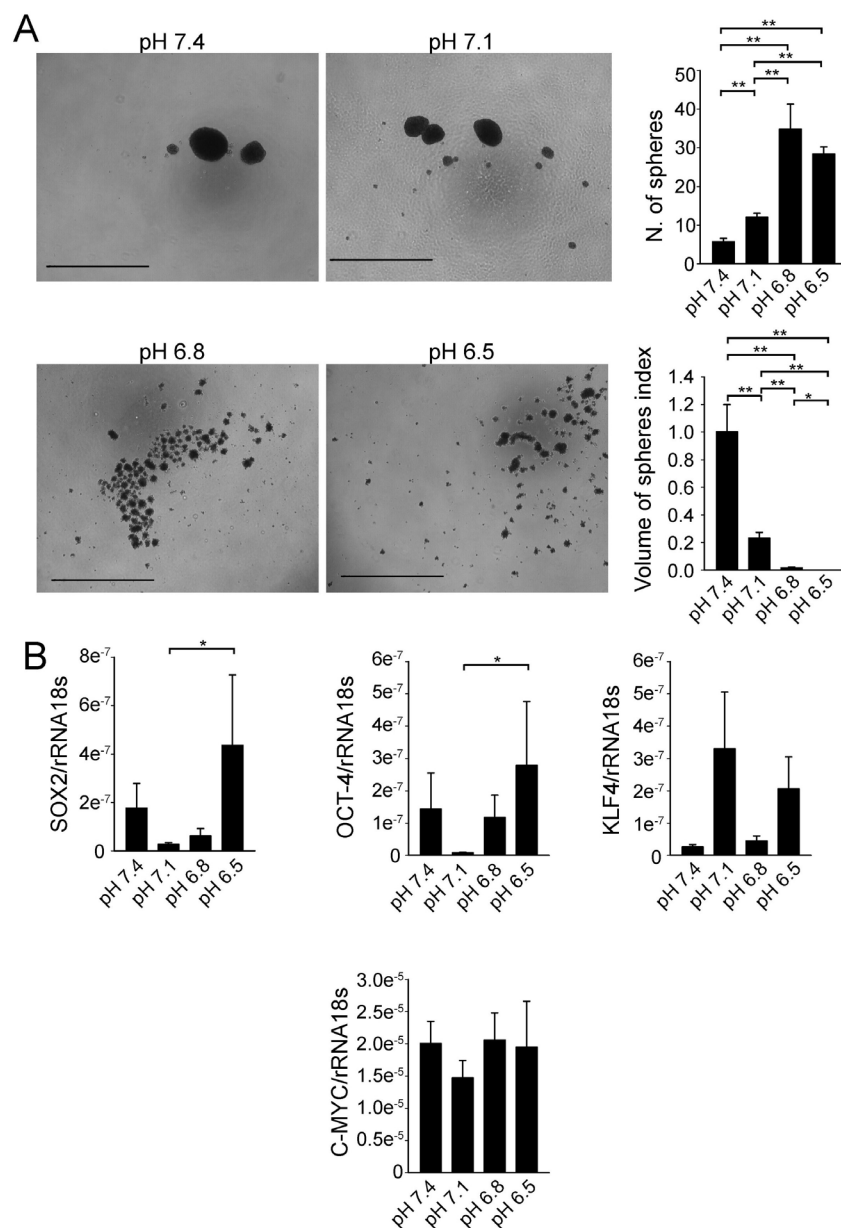 A
pH 7.4
pH 7.1
** 
**
**
**
**
N. of spheres
50
40
30
20
10
0
pH 7.4
pH 7.1
pH 6.8
pH 6.5
pH 6.8
pH 6.5
**
**
**
**
**
*
Volume of spheres index
1.4
1.2
1.0
0.8
0.6
0.4
0.2
0.0
pH 7.4
pH 7.1
pH 6.8
pH 6.5
B
SOX2/rRNA18s
8e-7
6e-7
4e-7
2e-7
0
*
pH 7.4
pH 7.1
pH 6.8
pH 6.5
OCT-4/rRNA18s
6e-7
5e-7
4e-7
3e-7
2e-7
1e-7
0
*
pH 7.4
pH 7.1
pH 6.8
pH 6.5
KLF4/rRNA18s
6e-7
5e-7
4e-7
3e-7
2e-7
1e-7
0
pH 7.4
pH 7.1
pH 6.8
pH 6.5
C-MYC/rRNA18s
3.0e-5
2.5e-5
2.0e-5
1.5e-5
1.0e-5
0.5e-5
0
pH 7.4
pH 7.1
pH 6.8
pH 6.5